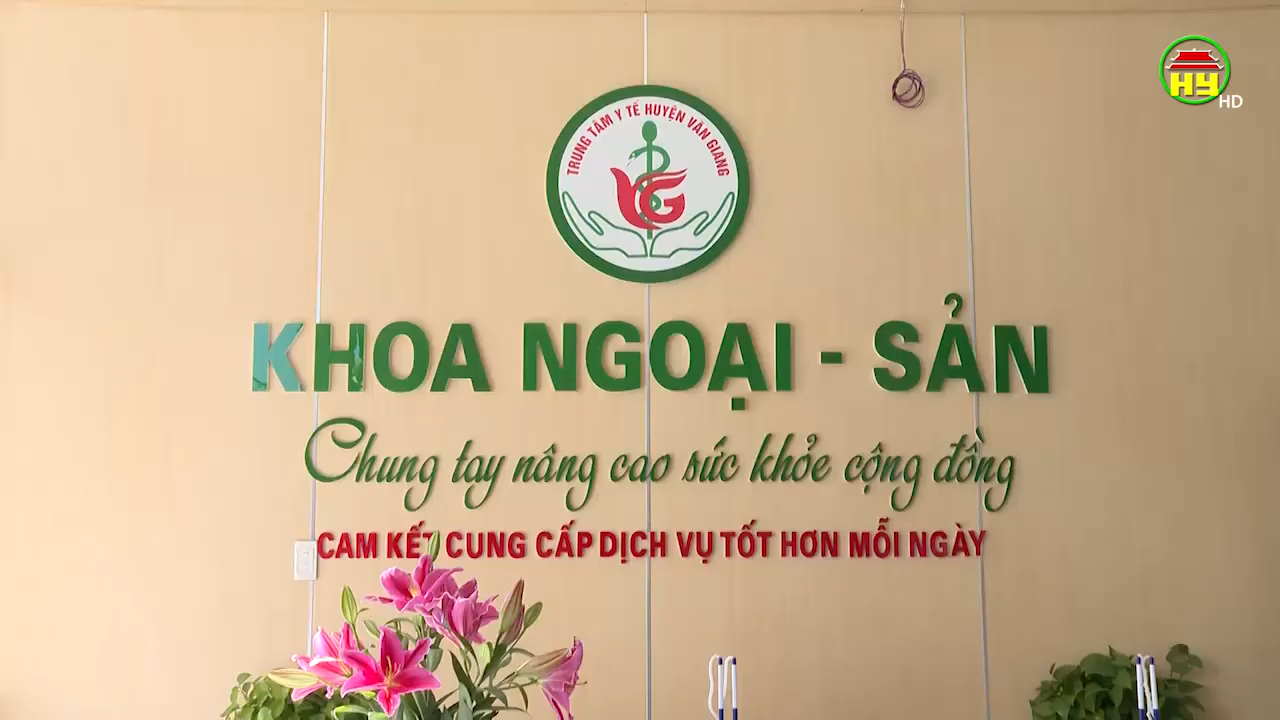 HY
HD
TRUNG TÂM Y TẾ HUYỆN VĂN GIANG
VG
KHOA NGOẠI - SẢN
Chung tay nâng cao sức khỏe cộng đồng
CAM KẾT CUNG CẤP DỊCH VỤ TỐT HƠN MỖI NGÀY